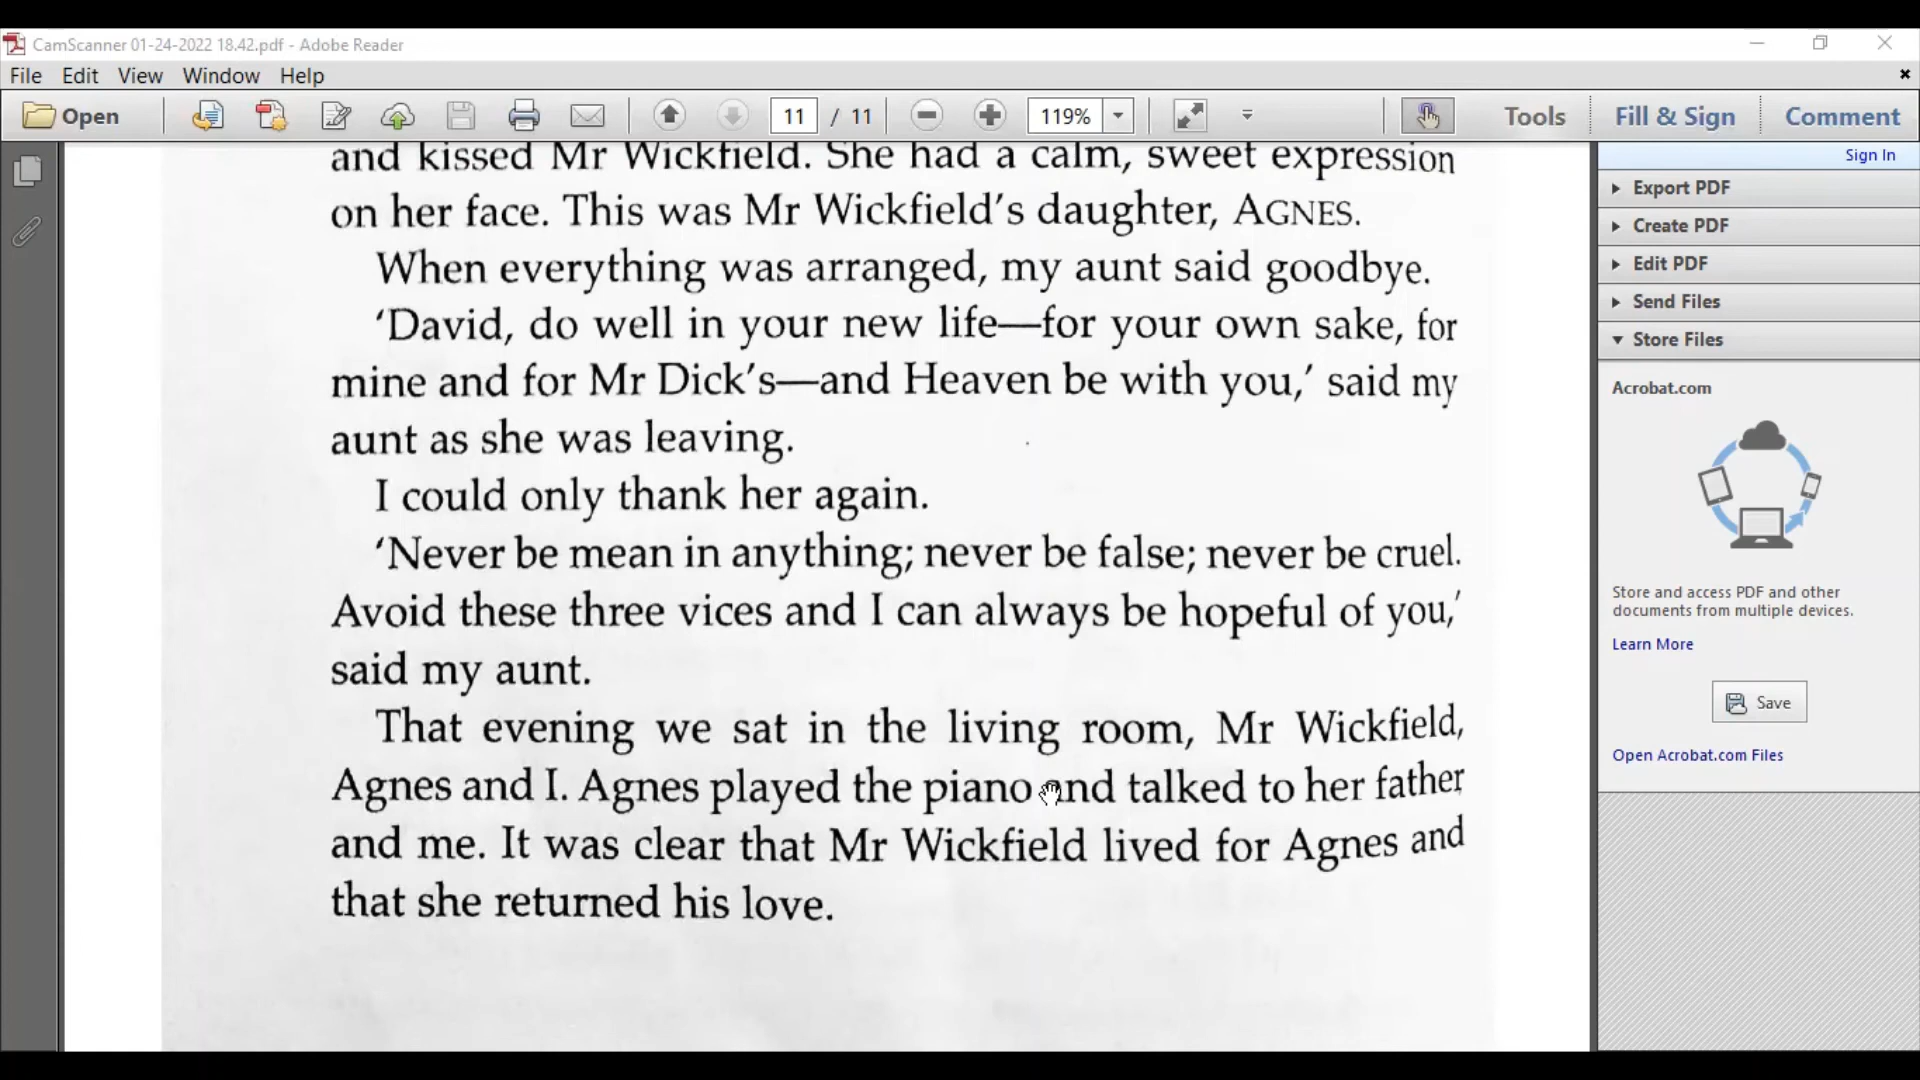 CamScanner 01-24-2022 18.42.pdf - Adobe Reader
File Edit View Window Help
Open 11 / 11 119% Tools Fill & Sign Comment
and kissed Mr Wickfield. She had a calm, sweet expression
on her face. This was Mr Wickfield's daughter, AGNES.
When everything was arranged, my aunt said goodbye.
'David, do well in your new life—for your own sake, for
mine and for Mr Dick's—and Heaven be with you,' said my
aunt as she was leaving.
I could only thank her again.
'Never be mean in anything; never be false; never be cruel.
Avoid these three vices and I can always be hopeful of you,'
said my aunt.
That evening we sat in the living room, Mr Wickfield,
Agnes and I. Agnes played the piano and talked to her father
and me. It was clear that Mr Wickfield lived for Agnes and
that she returned his love.
Sign In
Export PDF
Create PDF
Edit PDF
Send Files
Store Files
Acrobat.com
Store and access PDF and other
documents from multiple devices.
Learn More
Save
Open Acrobat.com Files